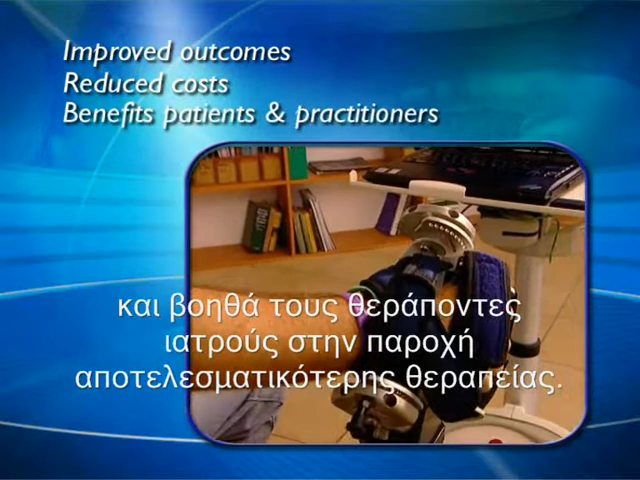 Improved outcomes
Reduced costs
Benefits patients & practitioners
και βοηθά τους θεράποντες
ιατρούς στην παροχή
αποτελεσματικότερης θεραπείας.